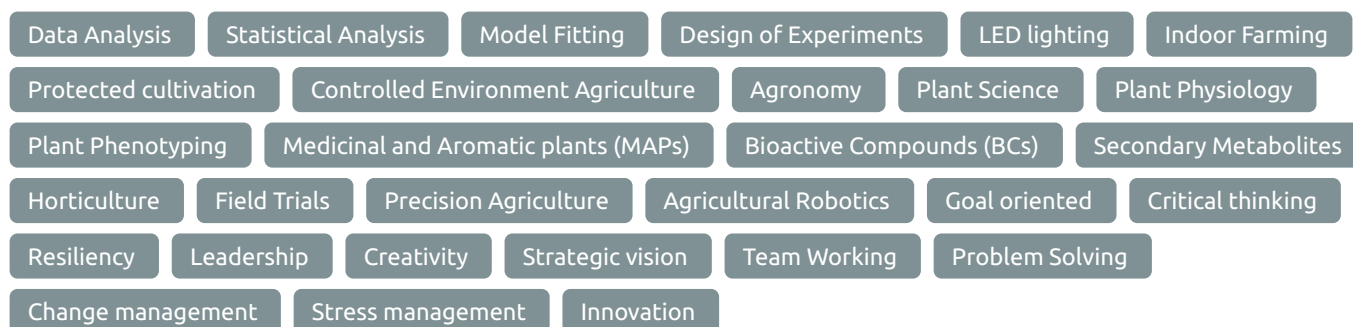 Data Analysis Statistical Analysis Model Fitting Design of Experiments LED lighting Indoor Farming
Protected cultivation Controlled Environment Agriculture Agronomy Plant Science Plant Physiology
Plant Phenotyping Medicinal and Aromatic plants (MAPs) Bioactive Compounds (BCs) Secondary Metabolites
Horticulture Field Trials Precision Agriculture Agricultural Robotics Goal oriented Critical thinking
Resiliency Leadership Creativity Strategic vision Team Working Problem Solving
Change management Stress management Innovation